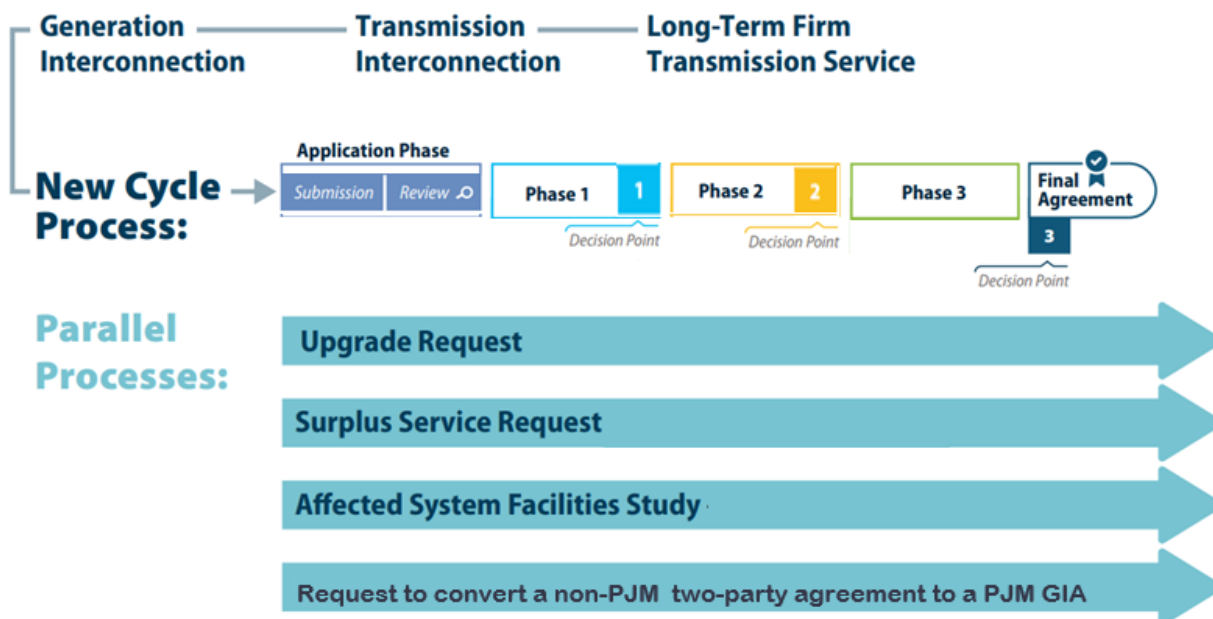 Generation
Interconnection
Transmission
Interconnection
Long-Term Firm
Transmission Service
New Cycle
Process:
Application Phase
Submission
Review
Phase 1
1
Decision Point
Phase 2
2
Decision Point
Phase 3
Final
Agreement
3
Decision Point
Parallel
Processes:
Upgrade Request
Surplus Service Request
Affected System Facilities Study
Request to convert a non-PJM two-party agreement to a PJM GIA